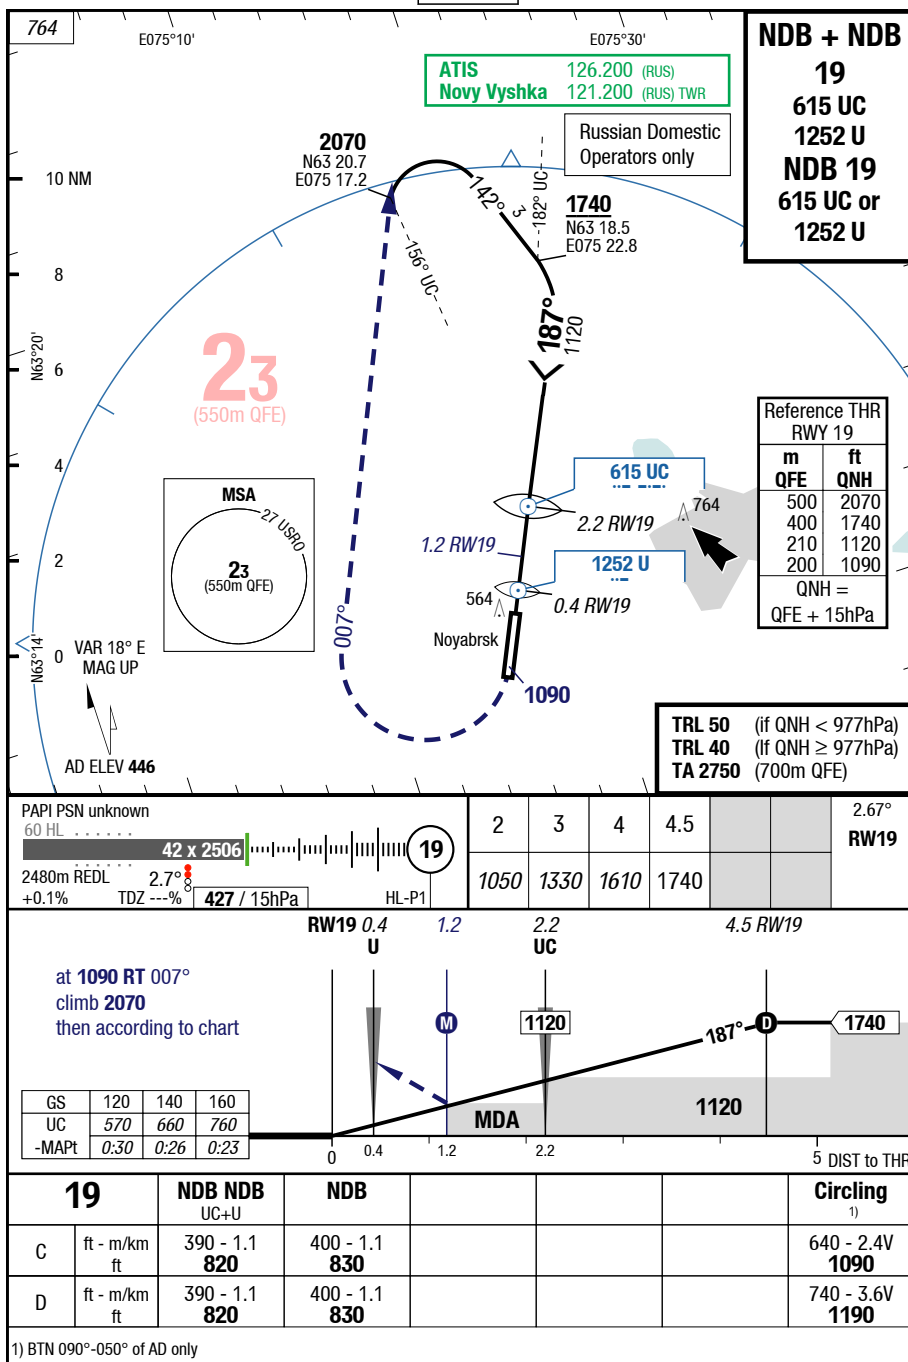 764
E075°10'
E075°30'
NDB + NDB
19
615 UC
1252 U
NDB 19
615 UC or
1252 U
ATIS 126.200 (RUS)
Novy Vyshka 121.200 (RUS) TWR
Russian Domestic
Operators only
2070
N63 20.7
E075 17.2
10 NM
142°
3
182° UC
1740
N63 18.5
E075 22.8
156° UC
8
187°
1120
N63°20'
6
23
(550m QFE)
Reference THR
RWY 19
m ft
QFE QNH
500 2070
400 1740
210 1120
200 1090
QNH =
QFE + 15hPa
4
615 UC
764
MSA
27 USRO
23
(550m QFE)
2.2 RW19
1.2 RW19
2
1252 U
564
0.4 RW19
007°
Noyabrsk
N63°14'
0
VAR 18° E
MAG UP
1090
AD ELEV 446
TRL 50 (if QNH < 977hPa)
TRL 40 (If QNH ≥ 977hPa)
TA 2750 (700m QFE)
PAPI PSN unknown
60 HL
42 x 2506
19
2480m REDL 2.7°
+0.1% TDZ ---% 427 / 15hPa HL-P1
2 3 4 4.5 2.67°
RW19
1050 1330 1610 1740
RW19 0.4 1.2 2.2 4.5 RW19
U UC
at 1090 RT 007°
climb 2070
then according to chart
M 1120 187° D 1740
MDA 1120
GS 120 140 160
UC 570 660 760
-MAPt 0:30 0:26 0:23
0 0.4 1.2 2.2 5 DIST to THR
19 NDB NDB NDB Circling
UC+U 1)
C ft - m/km 390 - 1.1 400 - 1.1 640 - 2.4V
ft 820 830 1090
D ft - m/km 390 - 1.1 400 - 1.1 740 - 3.6V
ft 820 830 1190
1) BTN 090°-050° of AD only